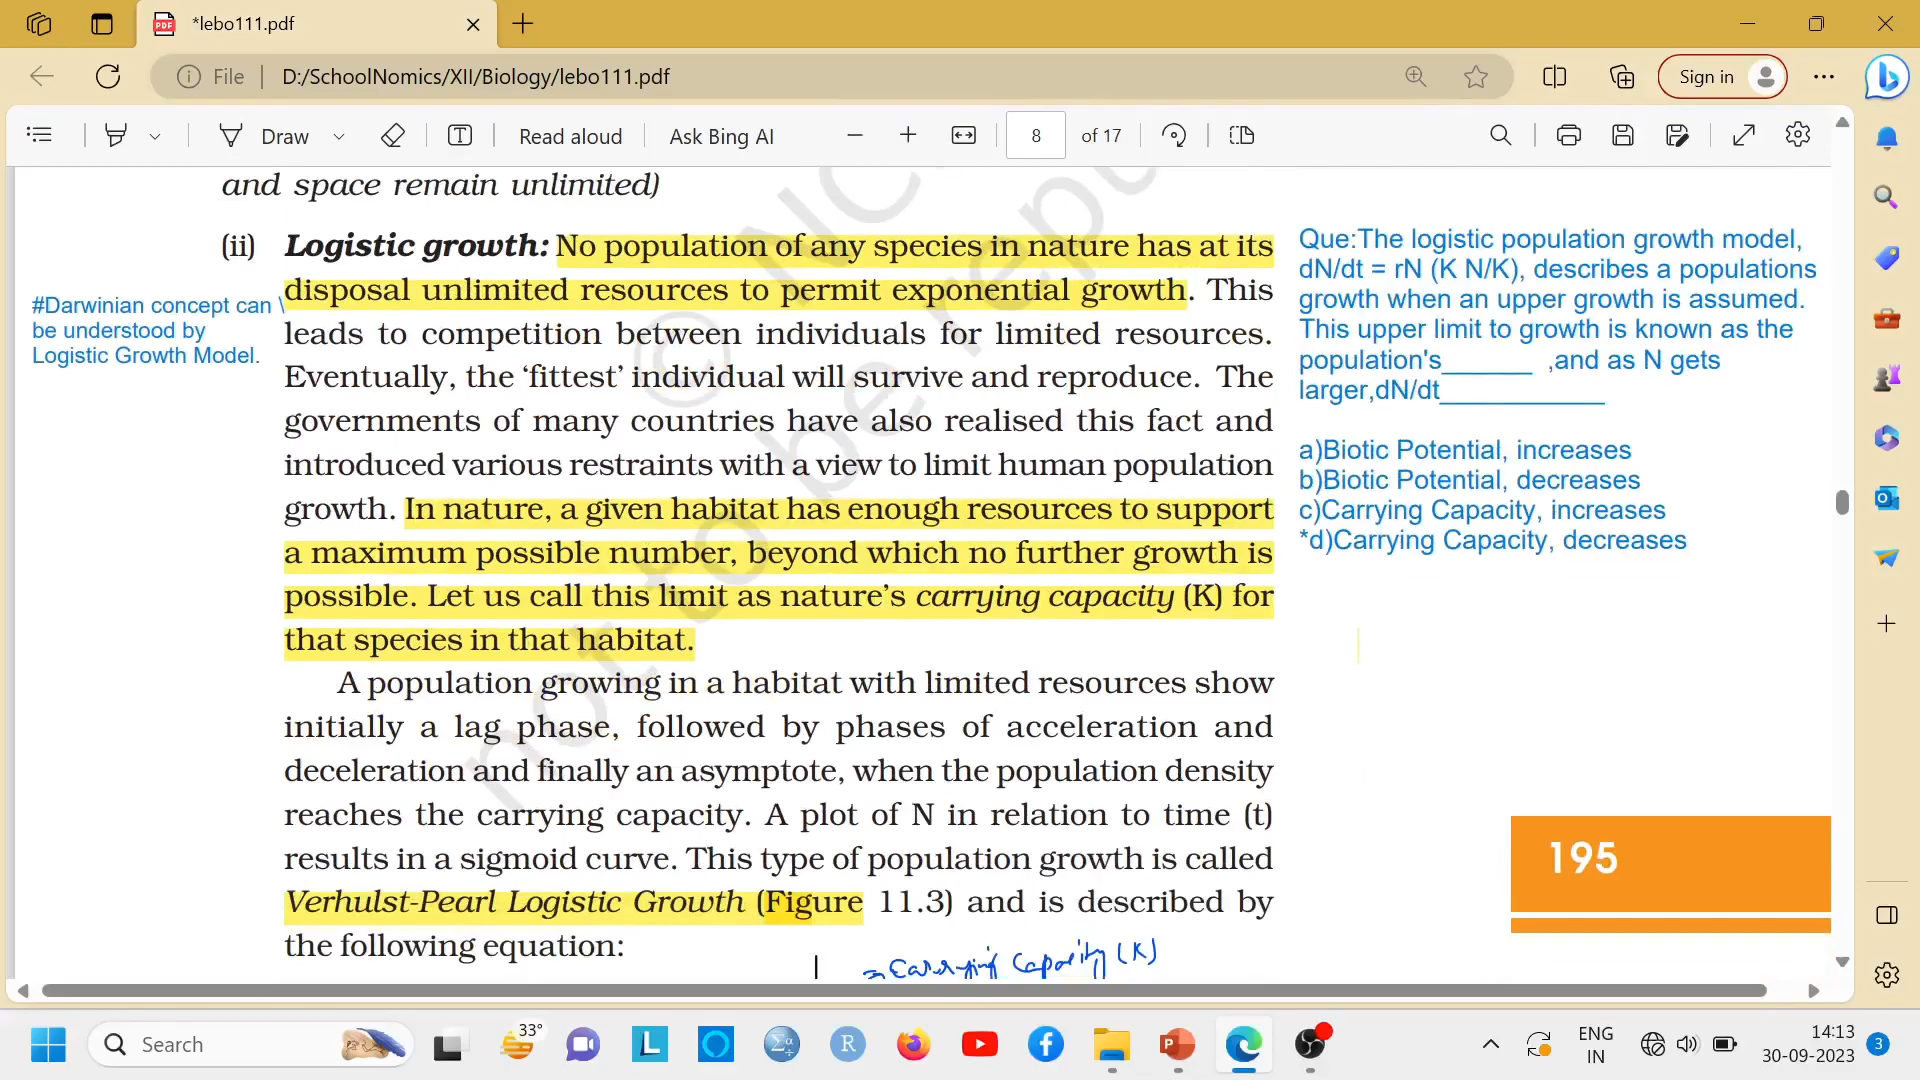 *lebo111.pdf
File D:/SchoolNomics/XII/Biology/lebo111.pdf
Sign in
Draw
Read aloud
Ask Bing AI
8 of 17
and space remain unlimited)
(ii) Logistic growth: No population of any species in nature has at its
disposal unlimited resources to permit exponential growth. This
leads to competition between individuals for limited resources.
Eventually, the ‘fittest’ individual will survive and reproduce. The
governments of many countries have also realised this fact and
introduced various restraints with a view to limit human population
growth. In nature, a given habitat has enough resources to support
a maximum possible number, beyond which no further growth is
possible. Let us call this limit as nature’s carrying capacity (K) for
that species in that habitat.
A population growing in a habitat with limited resources show
initially a lag phase, followed by phases of acceleration and
deceleration and finally an asymptote, when the population density
reaches the carrying capacity. A plot of N in relation to time (t)
results in a sigmoid curve. This type of population growth is called
Verhulst-Pearl Logistic Growth (Figure 11.3) and is described by
the following equation:
Carrying Capacity (K)
#Darwinian concept can \
be understood by
Logistic Growth Model.
Que:The logistic population growth model,
dN/dt = rN (K N/K), describes a populations
growth when an upper growth is assumed.
This upper limit to growth is known as the
population's______ ,and as N gets
larger,dN/dt___________
a)Biotic Potential, increases
b)Biotic Potential, decreases
c)Carrying Capacity, increases
*d)Carrying Capacity, decreases
195
not to be
Search
33°
ENG
IN
14:13
30-09-2023
3